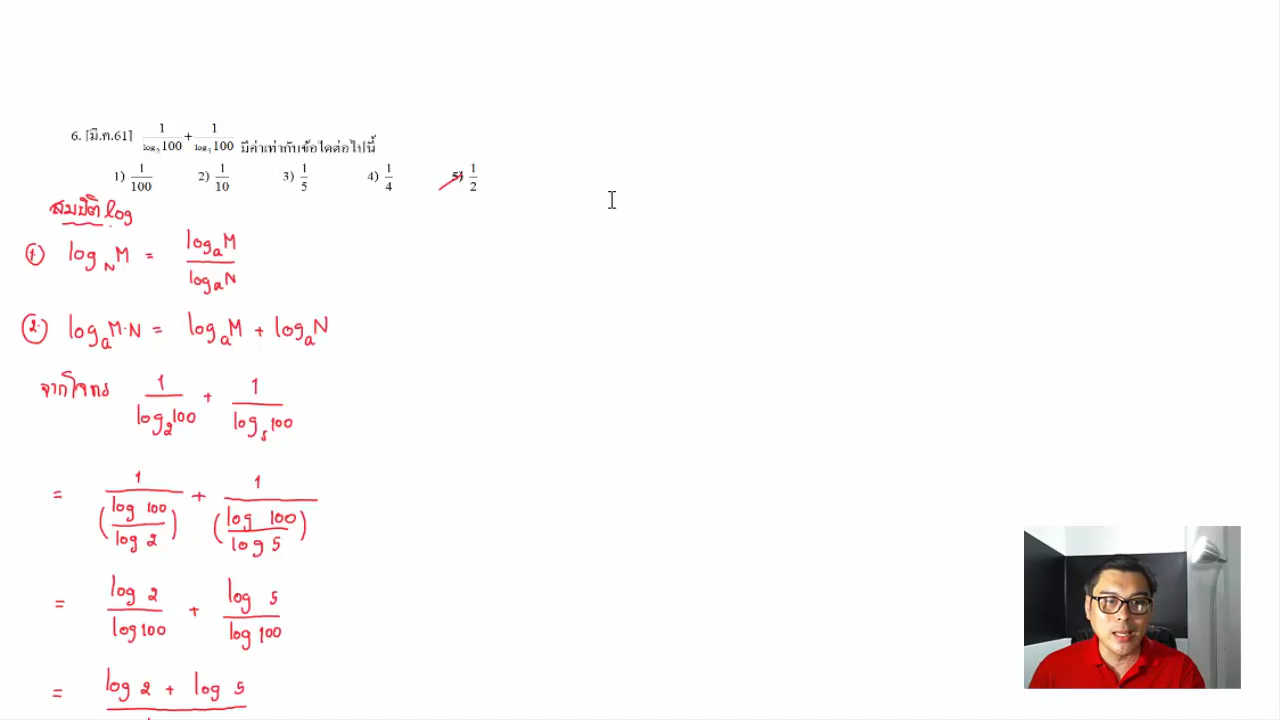 6. [มี.ค.61] 1/log₂100 + 1/log₅100 มีค่าเท่ากับข้อใดต่อไปนี้
1) 1/100 2) 1/10 3) 1/5 4) 1/4 5) 1/2
สมบัติ log
1. log_N M = log_a M / log_a N
2. log_a M·N = log_a M + log_a N
จากโจทย์ 1/log₂100 + 1/log₅100
= 1/(log 100/log 2) + 1/(log 100/log 5)
= log 2/log 100 + log 5/log 100
= log 2 + log 5